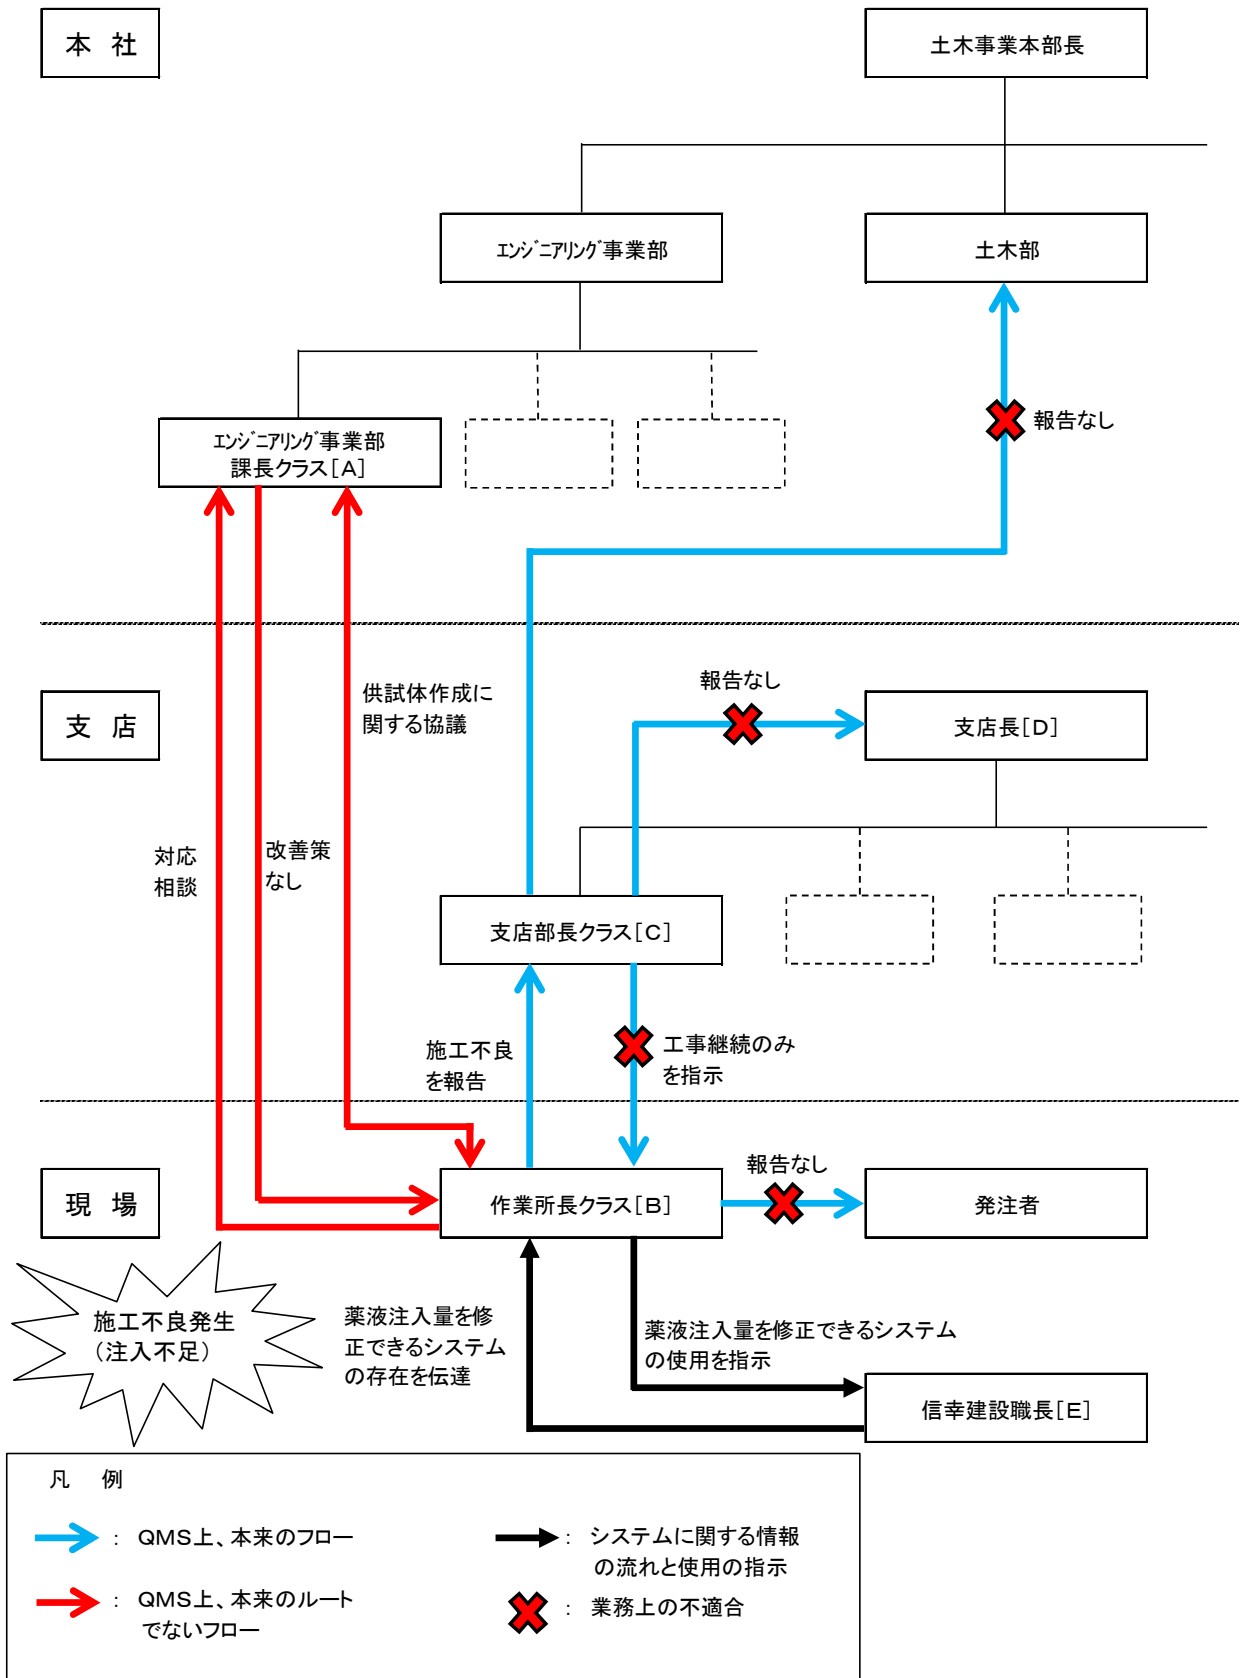 本 社
土木事業本部長
エンジニアリング事業部
土木部
エンジニアリング事業部
課長クラス[A]
報告なし
支 店
供試体作成に
関する協議
報告なし
支店長[D]
対応
相談
改善策
なし
支店部長クラス[C]
施工不良
を報告
工事継続のみ
を指示
現 場
作業所長クラス[B]
報告なし
発注者
施工不良発生
（注入不足）
薬液注入量を修
正できるシステム
の存在を伝達
薬液注入量を修正できるシステム
の使用を指示
信幸建設職長[E]
凡 例
： QMS上、本来のフロー
： システムに関する情報
の流れと使用の指示
： QMS上、本来のルート
でないフロー
： 業務上の不適合